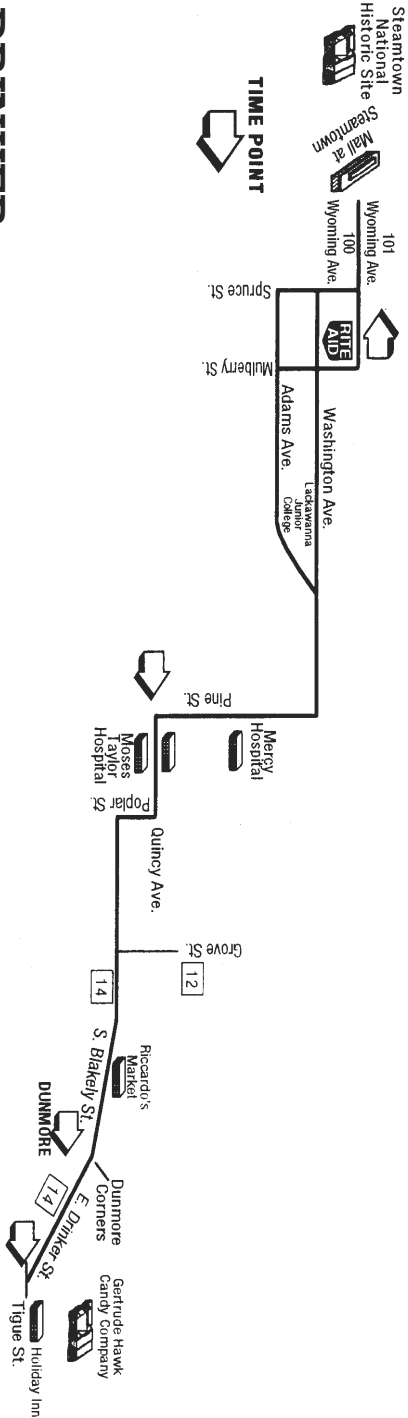 Steamtown
National
Historic Site
Mall at
Steamtown
TIME POINT
101
Wyoming Ave.
100
Wyoming Ave.
Spruce St.
RITE
AID
Mulberry St.
Washington Ave.
Adams Ave.
Lackawanna
Junior
College
Pine St.
Mercy
Hospital
Moses
Taylor
Hospital
Poplar St
Quincy Ave.
Grove St.
12
14
Riccardo's
Market
S. Blakely St.
DUNMORE
Dunmore
Corners
14
E. Drinker St.
Gertrude Hawk
Candy Company
Holiday Inn
Tigue St.